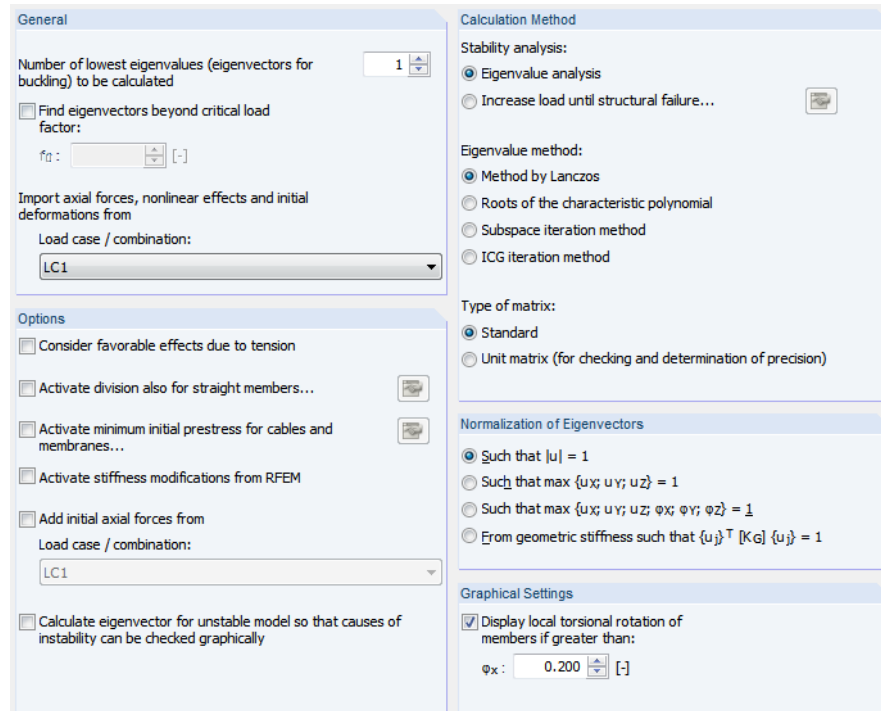 General
Number of lowest eigenvalues (eigenvectors for
buckling) to be calculated
1
Find eigenvectors beyond critical load
factor:
[-]
Import axial forces, nonlinear effects and initial
deformations from
Load case / combination:
LC1
Options
Consider favorable effects due to tension
Activate division also for straight members...
Activate minimum initial prestress for cables and
membranes...
Activate stiffness modifications from RFEM
Add initial axial forces from
Load case / combination:
LC1
Calculate eigenvector for unstable model so that causes of
instability can be checked graphically
Calculation Method
Stability analysis:
Eigenvalue analysis
Increase load until structural failure...
Eigenvalue method:
Method by Lanczos
Roots of the characteristic polynomial
Subspace iteration method
ICG iteration method
Type of matrix:
Standard
Unit matrix (for checking and determination of precision)
Normalization of Eigenvectors
Such that |u| = 1
Such that max {uX; uY; uZ} = 1
Such that max {uX; uY; uZ; φX; φY; φZ} = 1
From geometric stiffness such that {uj}ᵀ [KG] {uj} = 1
Graphical Settings
Display local torsional rotation of
members if greater than:
φx : 0.200 [-]